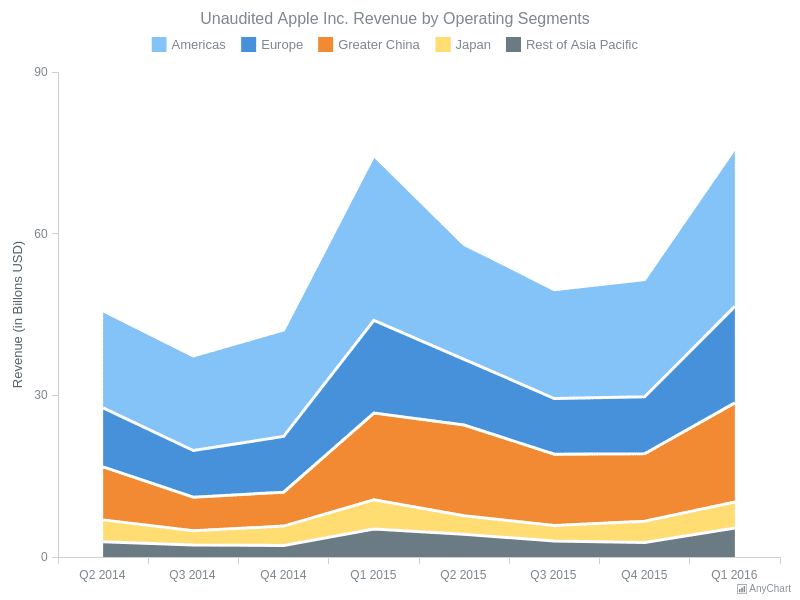 Unaudited Apple Inc. Revenue by Operating Segments
Americas Europe Greater China Japan Rest of Asia Pacific
Revenue (in Billons USD)
90
60
30
0
Q2 2014 Q3 2014 Q4 2014 Q1 2015 Q2 2015 Q3 2015 Q4 2015 Q1 2016
AnyChart